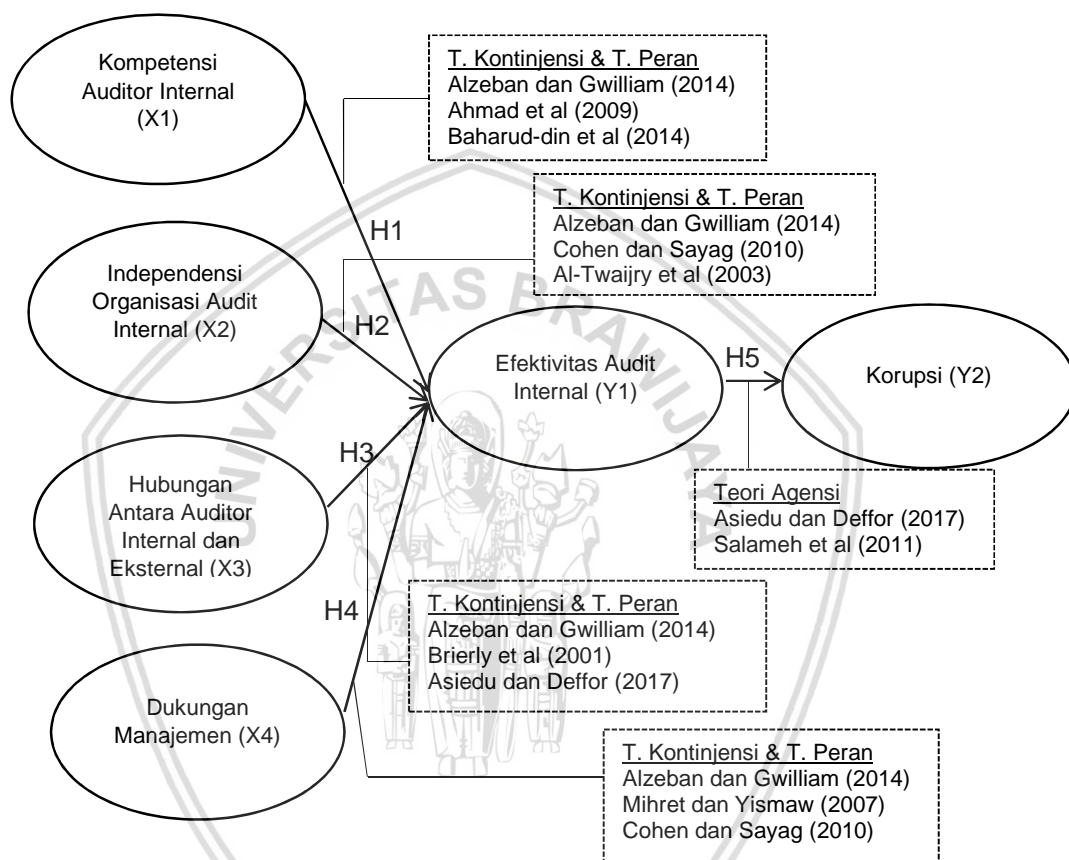 Kompetensi
Auditor Internal
(X1)
T. Kontinjensi & T. Peran
Alzeban dan Gwilliam (2014)
Ahmad et al (2009)
Baharud-din et al (2014)
H1
T. Kontinjensi & T. Peran
Alzeban dan Gwilliam (2014)
Cohen dan Sayag (2010)
Al-Twaijry et al (2003)
Independensi
Organisasi Audit
Internal (X2)
H2
UNIVERSITAS BRAWIJAYA
Efektivitas Audit
Internal (Y1)
H5
Korupsi (Y2)
Hubungan
Antara Auditor
Internal dan
Eksternal (X3)
H3
Teori Agensi
Asiedu dan Deffor (2017)
Salameh et al (2011)
H4
T. Kontinjensi & T. Peran
Alzeban dan Gwilliam (2014)
Brierly et al (2001)
Asiedu dan Deffor (2017)
Dukungan
Manajemen (X4)
T. Kontinjensi & T. Peran
Alzeban dan Gwilliam (2014)
Mihret dan Yismaw (2007)
Cohen dan Sayag (2010)